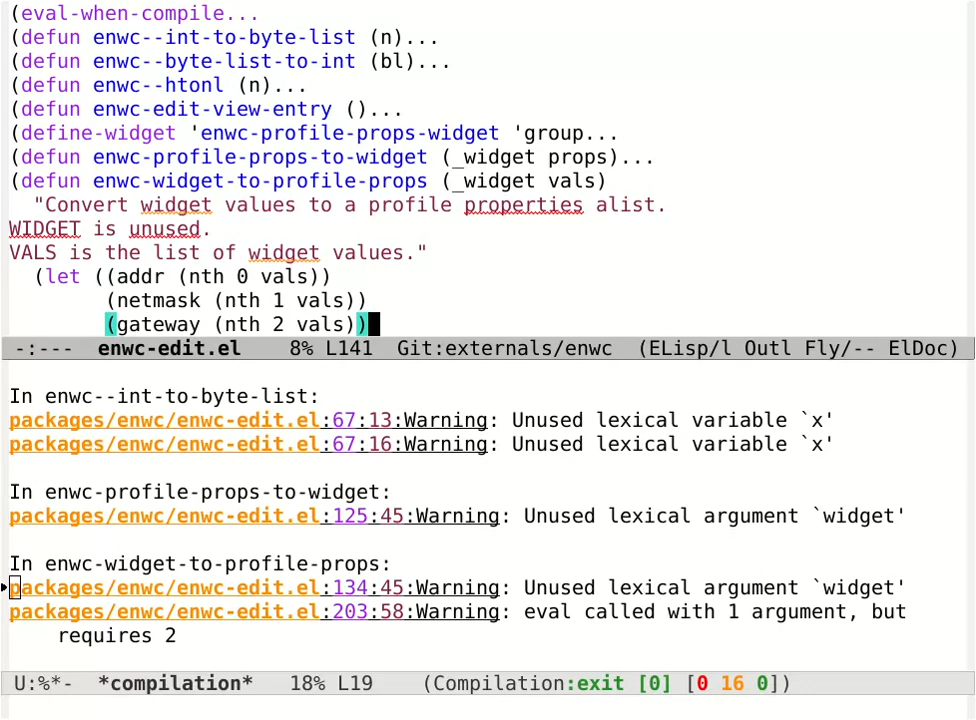 (eval-when-compile...
(defun enwc--int-to-byte-list (n)...
(defun enwc--byte-list-to-int (bl)...
(defun enwc--htonl (n)...
(defun enwc-edit-view-entry ()...
(define-widget 'enwc-profile-props-widget 'group...
(defun enwc-profile-props-to-widget (_widget props)...
(defun enwc-widget-to-profile-props (_widget vals)
  "Convert widget values to a profile properties alist.
WIDGET is unused.
VALS is the list of widget values."
  (let ((addr (nth 0 vals))
        (netmask (nth 1 vals))
        (gateway (nth 2 vals))
-:---  enwc-edit.el    8% L141  Git:externals/enwc  (ELisp/l Outl Fly/-- ElDoc)
In enwc--int-to-byte-list:
packages/enwc/enwc-edit.el:67:13:Warning: Unused lexical variable `x'
packages/enwc/enwc-edit.el:67:16:Warning: Unused lexical variable `x'
In enwc-profile-props-to-widget:
packages/enwc/enwc-edit.el:125:45:Warning: Unused lexical argument `widget'
In enwc-widget-to-profile-props:
packages/enwc/enwc-edit.el:134:45:Warning: Unused lexical argument `widget'
packages/enwc/enwc-edit.el:203:58:Warning: eval called with 1 argument, but
    requires 2
U:%*-  *compilation*   18% L19    (Compilation:exit [0] [0 16 0])